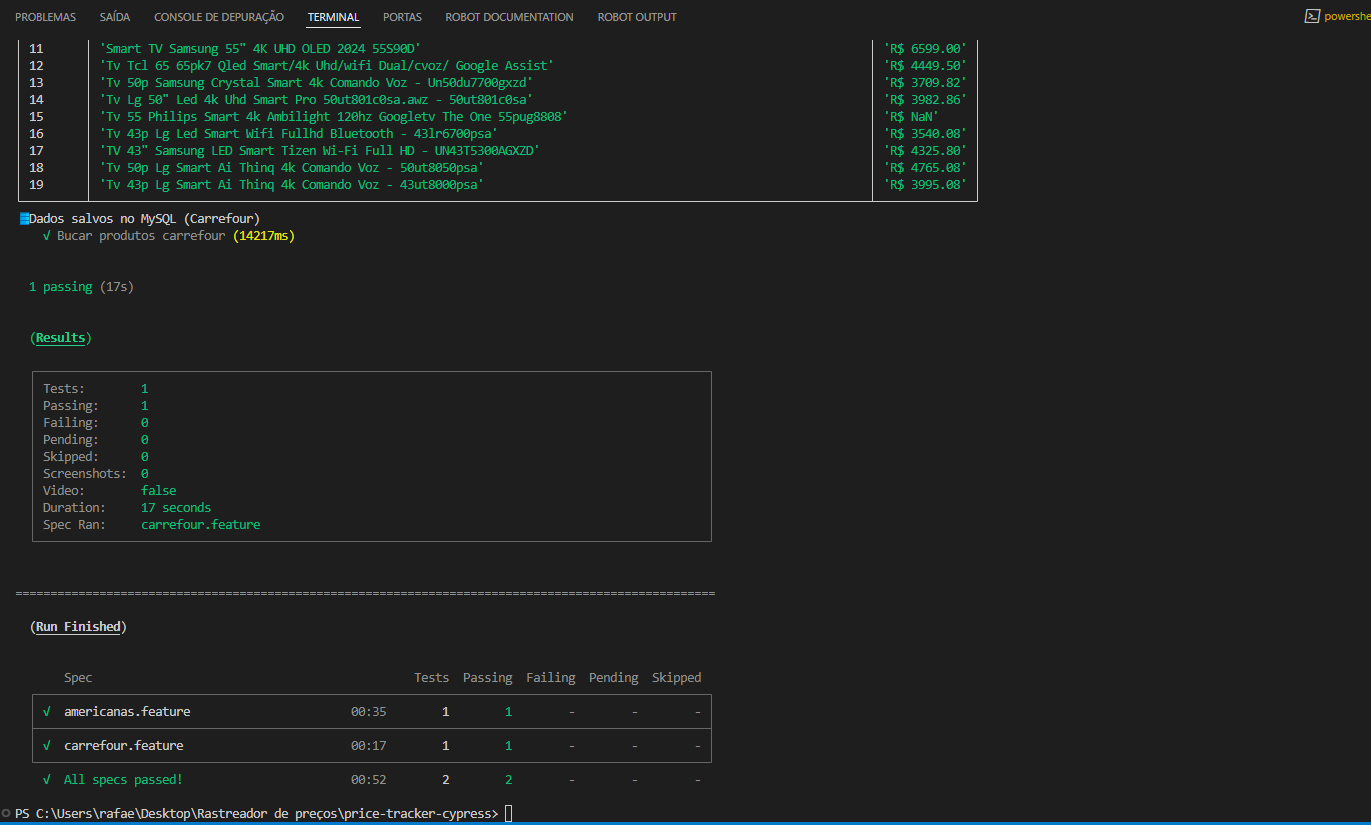 PROBLEMAS SAÍDA CONSOLE DE DEPURAÇÃO TERMINAL PORTAS ROBOT DOCUMENTATION ROBOT OUTPUT powershe
11 'Smart TV Samsung 55" 4K UHD OLED 2024 55S90D' 'R$ 6599.00'
12 'Tv Tcl 65 65pk7 Qled Smart/4k Uhd/wifi Dual/cvoz/ Google Assist' 'R$ 4449.50'
13 'Tv 50p Samsung Crystal Smart 4k Comando Voz - Un50du7700gxzd' 'R$ 3709.82'
14 'Tv Lg 50" Led 4k Uhd Smart Pro 50ut801c0sa.awz - 50ut801c0sa' 'R$ 3982.86'
15 'Tv 55 Philips Smart 4k Ambilight 120hz Googletv The One 55pug8808' 'R$ NaN'
16 'Tv 43p Lg Led Smart Wifi Fullhd Bluetooth - 43lr6700psa' 'R$ 3540.08'
17 'TV 43" Samsung LED Smart Tizen Wi-Fi Full HD - UN43T5300AGXZD' 'R$ 4325.80'
18 'Tv 50p Lg Smart Ai Thinq 4k Comando Voz - 50ut8050psa' 'R$ 4765.08'
19 'Tv 43p Lg Smart Ai Thinq 4k Comando Voz - 43ut8000psa' 'R$ 3995.08'
Dados salvos no MySQL (Carrefour)
√ Bucar produtos carrefour (14217ms)
1 passing (17s)
(Results)
Tests: 1
Passing: 1
Failing: 0
Pending: 0
Skipped: 0
Screenshots: 0
Video: false
Duration: 17 seconds
Spec Ran: carrefour.feature
====================================================================================================
(Run Finished)
Spec Tests Passing Failing Pending Skipped
√ americanas.feature 00:35 1 1 - - -
√ carrefour.feature 00:17 1 1 - - -
√ All specs passed! 00:52 2 2 - - -
PS C:\Users\rafae\Desktop\Rastreador de preços\price-tracker-cypress>